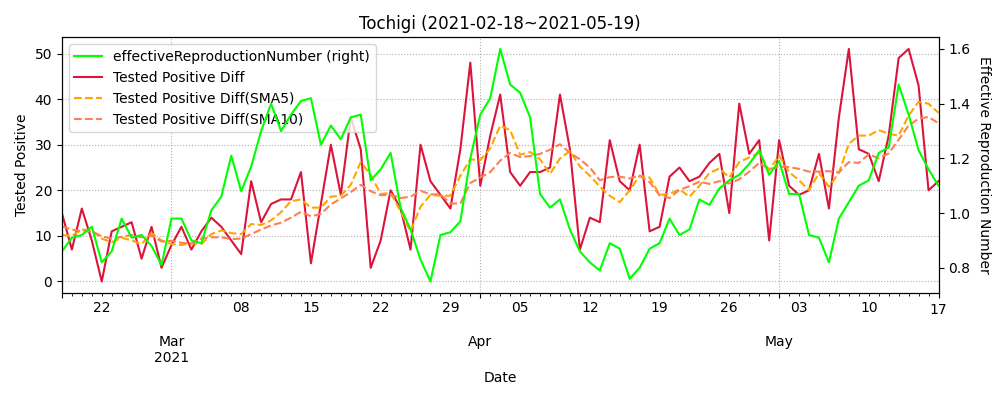 Tochigi (2021-02-18~2021-05-19)
effectiveReproductionNumber (right)
Tested Positive Diff
Tested Positive Diff(SMA5)
Tested Positive Diff(SMA10)
Tested Positive
50
40
30
20
10
0
1.6
1.4
1.2
1.0
0.8
Effective Reproduction Number
22 08 15 22 29 05 12 19 26 03 10 17
Mar Apr May
2021
Date